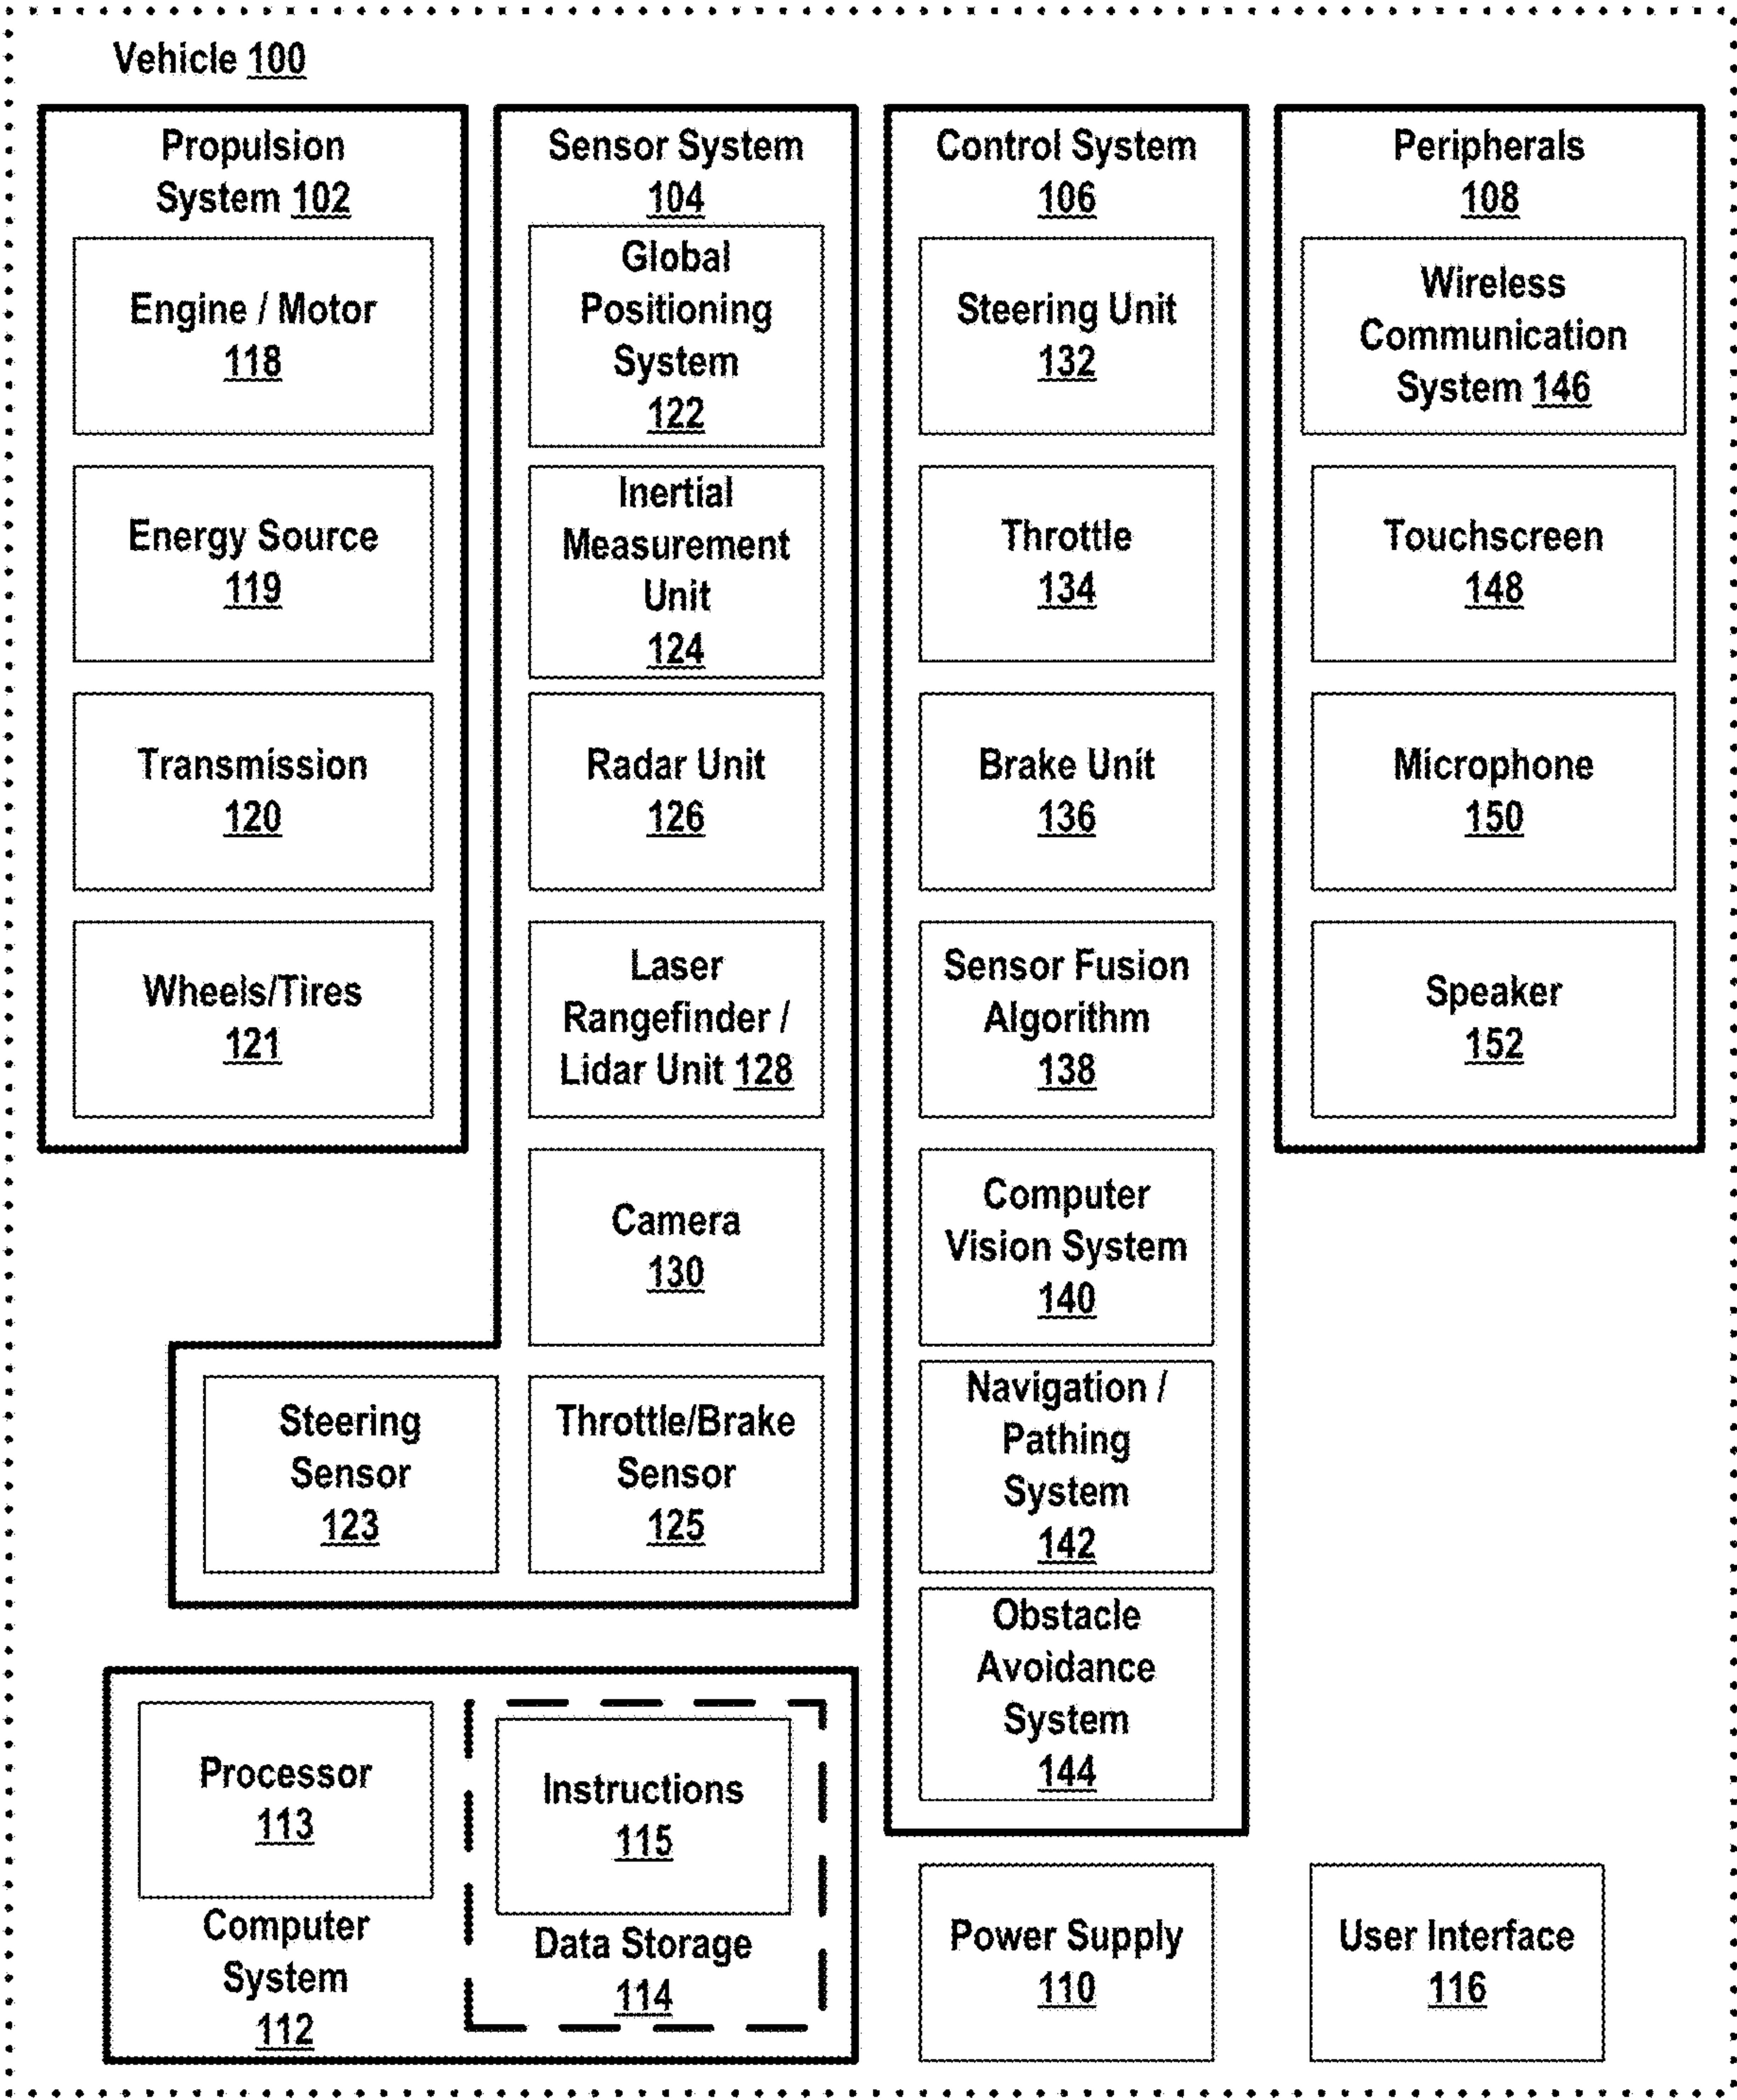 Vehicle 100
Propulsion
System 102
Engine / Motor
118
Energy Source
119
Transmission
120
Wheels/Tires
121
Sensor System
104
Global
Positioning
System
122
Inertial
Measurement
Unit
124
Radar Unit
126
Laser
Rangefinder /
Lidar Unit 128
Camera
130
Steering
Sensor
123
Throttle/Brake
Sensor
125
Control System
106
Steering Unit
132
Throttle
134
Brake Unit
136
Sensor Fusion
Algorithm
138
Computer
Vision System
140
Navigation /
Pathing
System
142
Obstacle
Avoidance
System
144
Peripherals
108
Wireless
Communication
System 146
Touchscreen
148
Microphone
150
Speaker
152
Processor
113
Computer
System
112
Instructions
115
Data Storage
114
Power Supply
110
User Interface
116